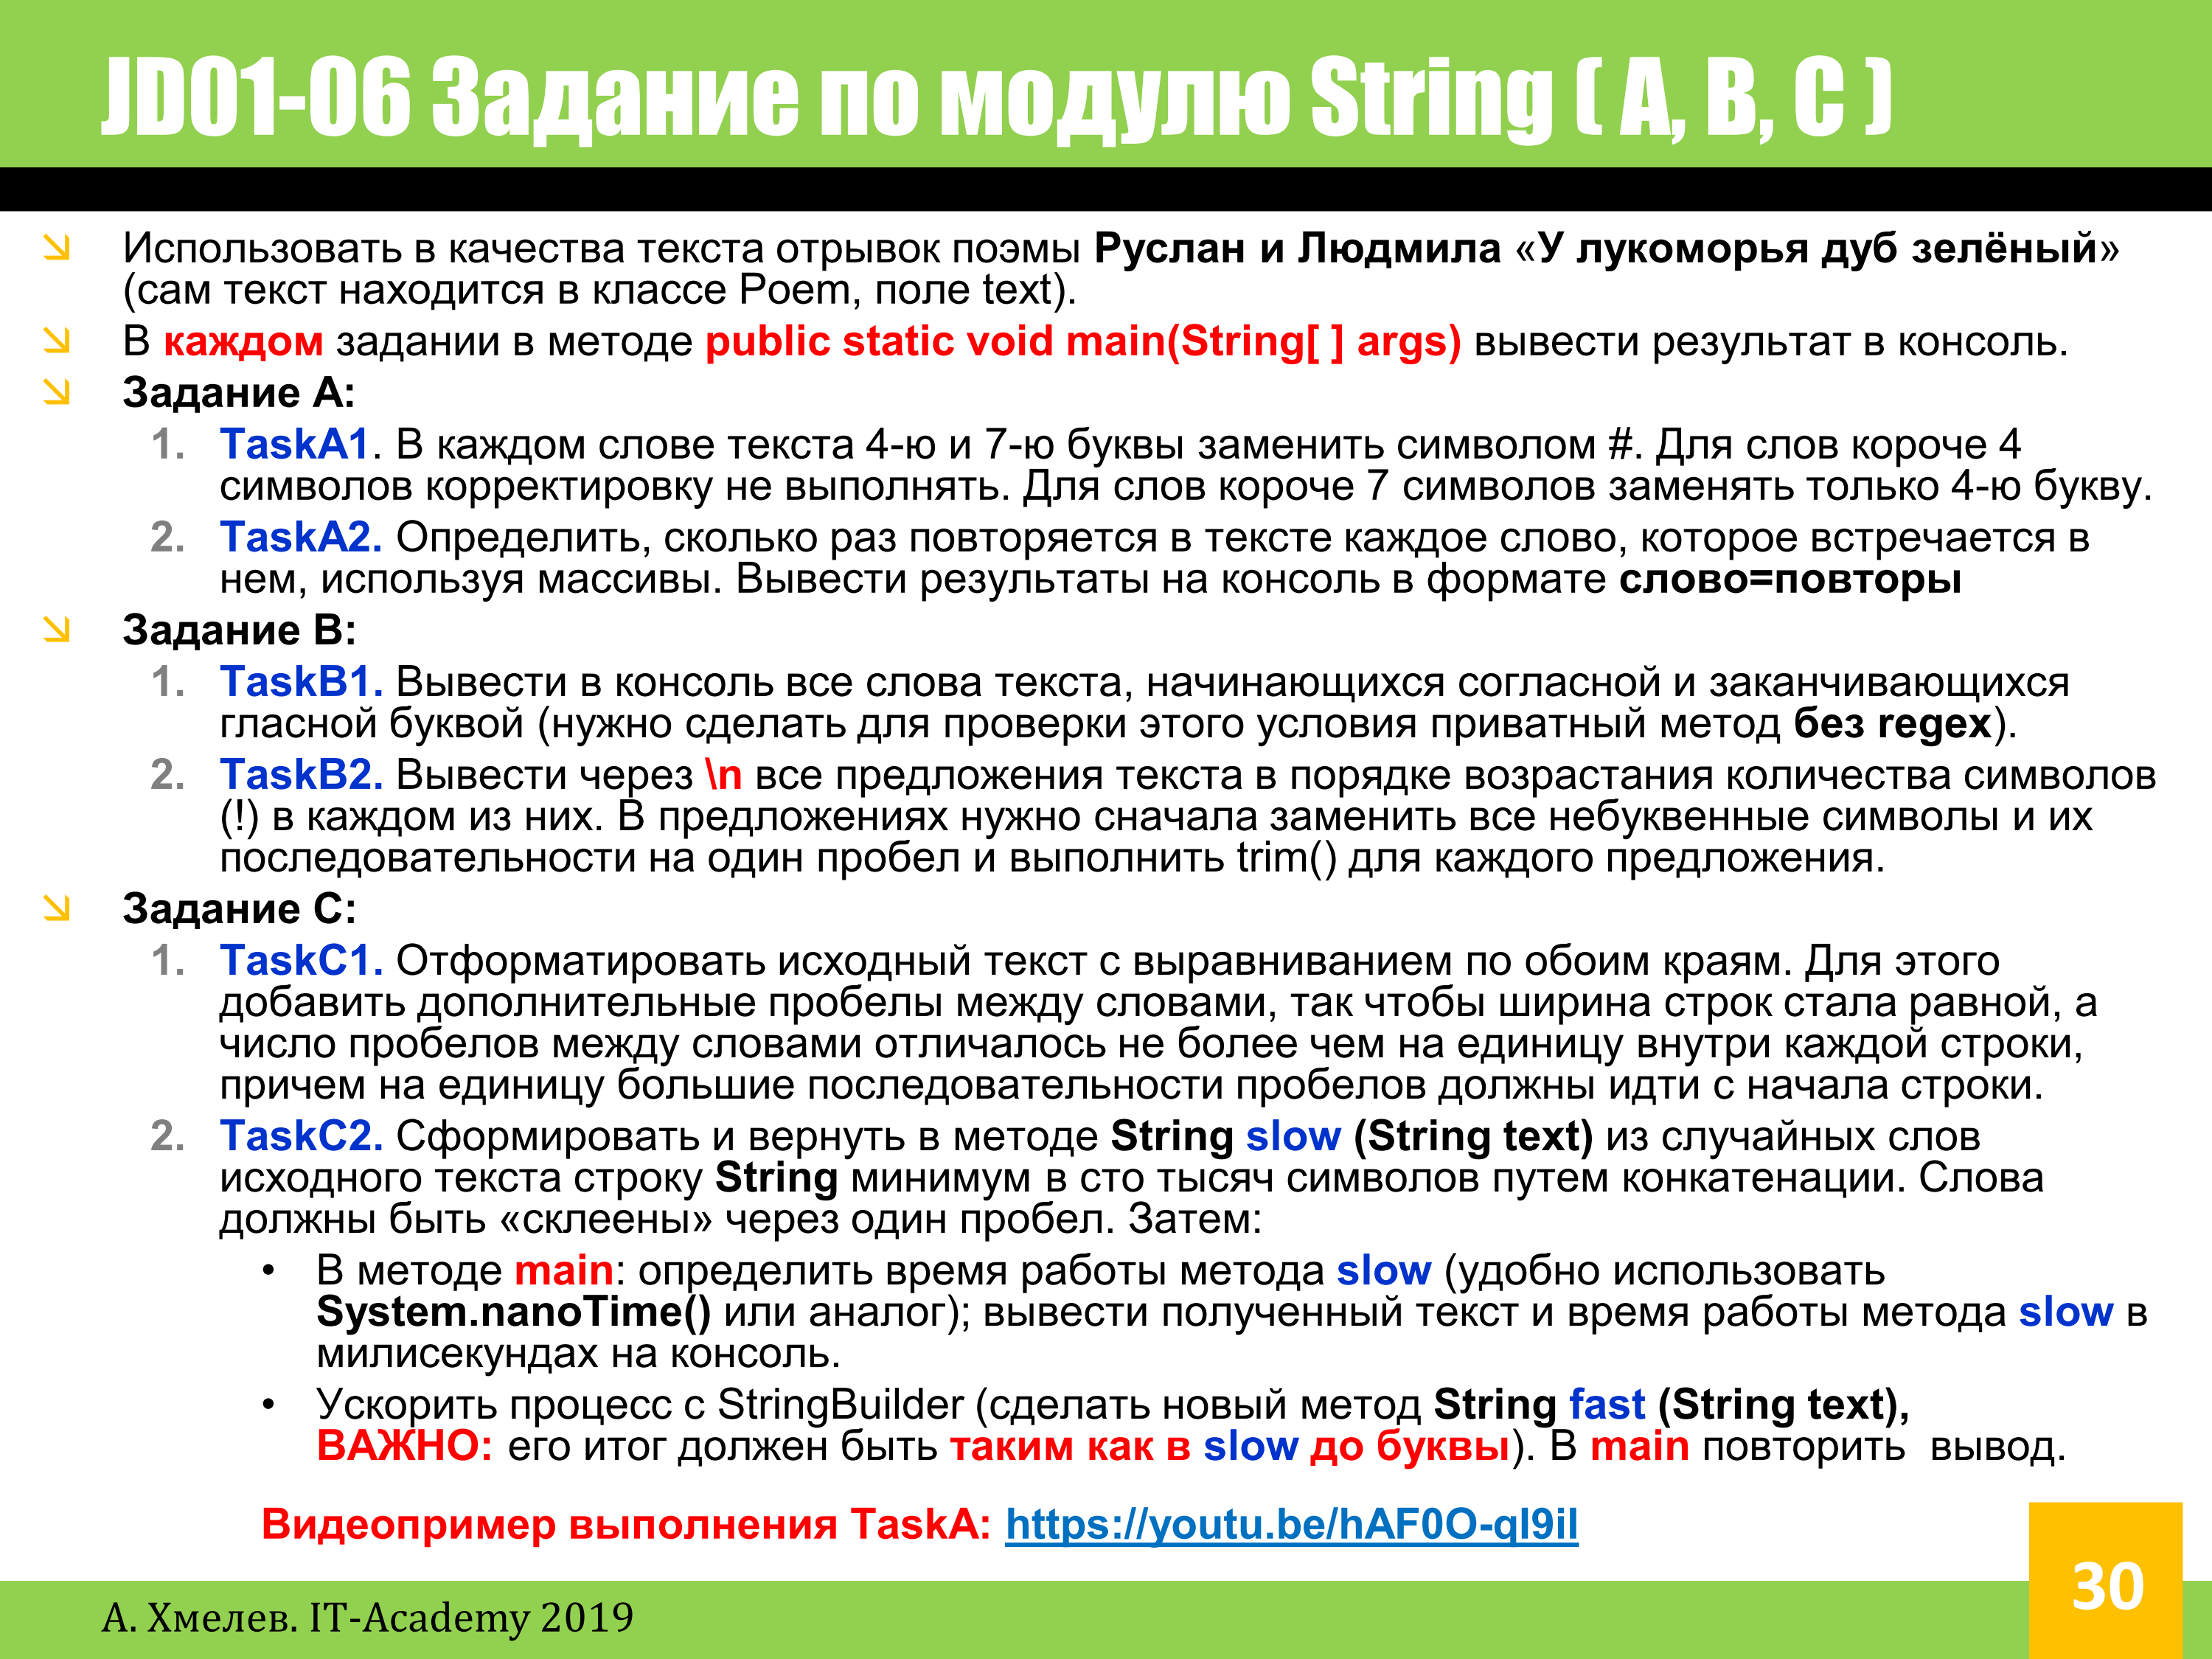 JD01-06 Задание по модулю String ( A, B, C )
Использовать в качества текста отрывок поэмы Руслан и Людмила «У лукоморья дуб зелёный»
(сам текст находится в классе Poem, поле text).
В каждом задании в методе public static void main(String[ ] args) вывести результат в консоль.
Задание A:
1. TaskA1. В каждом слове текста 4-ю и 7-ю буквы заменить символом #. Для слов короче 4
символов корректировку не выполнять. Для слов короче 7 символов заменять только 4-ю букву.
2. TaskA2. Определить, сколько раз повторяется в тексте каждое слово, которое встречается в
нем, используя массивы. Вывести результаты на консоль в формате слово=повторы
Задание B:
1. TaskB1. Вывести в консоль все слова текста, начинающихся согласной и заканчивающихся
гласной буквой (нужно сделать для проверки этого условия приватный метод без regex).
2. TaskB2. Вывести через \n все предложения текста в порядке возрастания количества символов
(!) в каждом из них. В предложениях нужно сначала заменить все небуквенные символы и их
последовательности на один пробел и выполнить trim() для каждого предложения.
Задание C:
1. TaskC1. Отформатировать исходный текст с выравниванием по обоим краям. Для этого
добавить дополнительные пробелы между словами, так чтобы ширина строк стала равной, а
число пробелов между словами отличалось не более чем на единицу внутри каждой строки,
причем на единицу большие последовательности пробелов должны идти с начала строки.
2. TaskC2. Сформировать и вернуть в методе String slow (String text) из случайных слов
исходного текста строку String минимум в сто тысяч символов путем конкатенации. Слова
должны быть «склеены» через один пробел. Затем:
• В методе main: определить время работы метода slow (удобно использовать
System.nanoTime() или аналог); вывести полученный текст и время работы метода slow в
милисекундах на консоль.
• Ускорить процесс с StringBuilder (сделать новый метод String fast (String text),
ВАЖНО: его итог должен быть таким как в slow до буквы). В main повторить вывод.
Видеопример выполнения TaskA: https://youtu.be/hAF0O-ql9iI
30
А. Хмелев. IT-Academy 2019